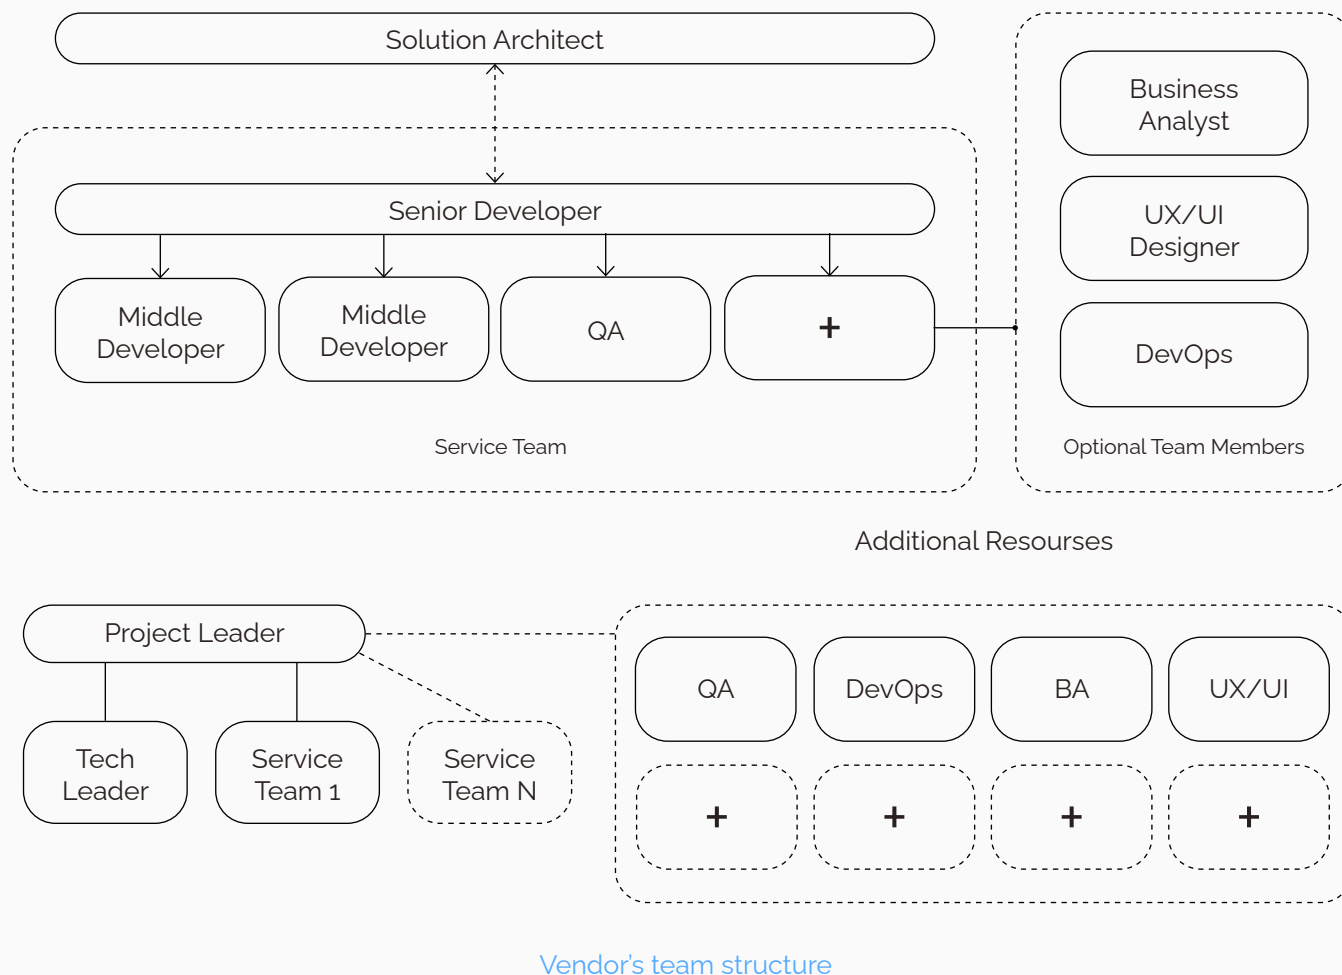 Solution Architect
Senior Developer
Middle
Developer
Middle
Developer
QA
+
Service Team
Business
Analyst
UX/UI
Designer
DevOps
Optional Team Members
Additional Resourses
Project Leader
Tech
Leader
Service
Team 1
Service
Team N
QA
DevOps
BA
UX/UI
+
+
+
+
Vendor's team structure